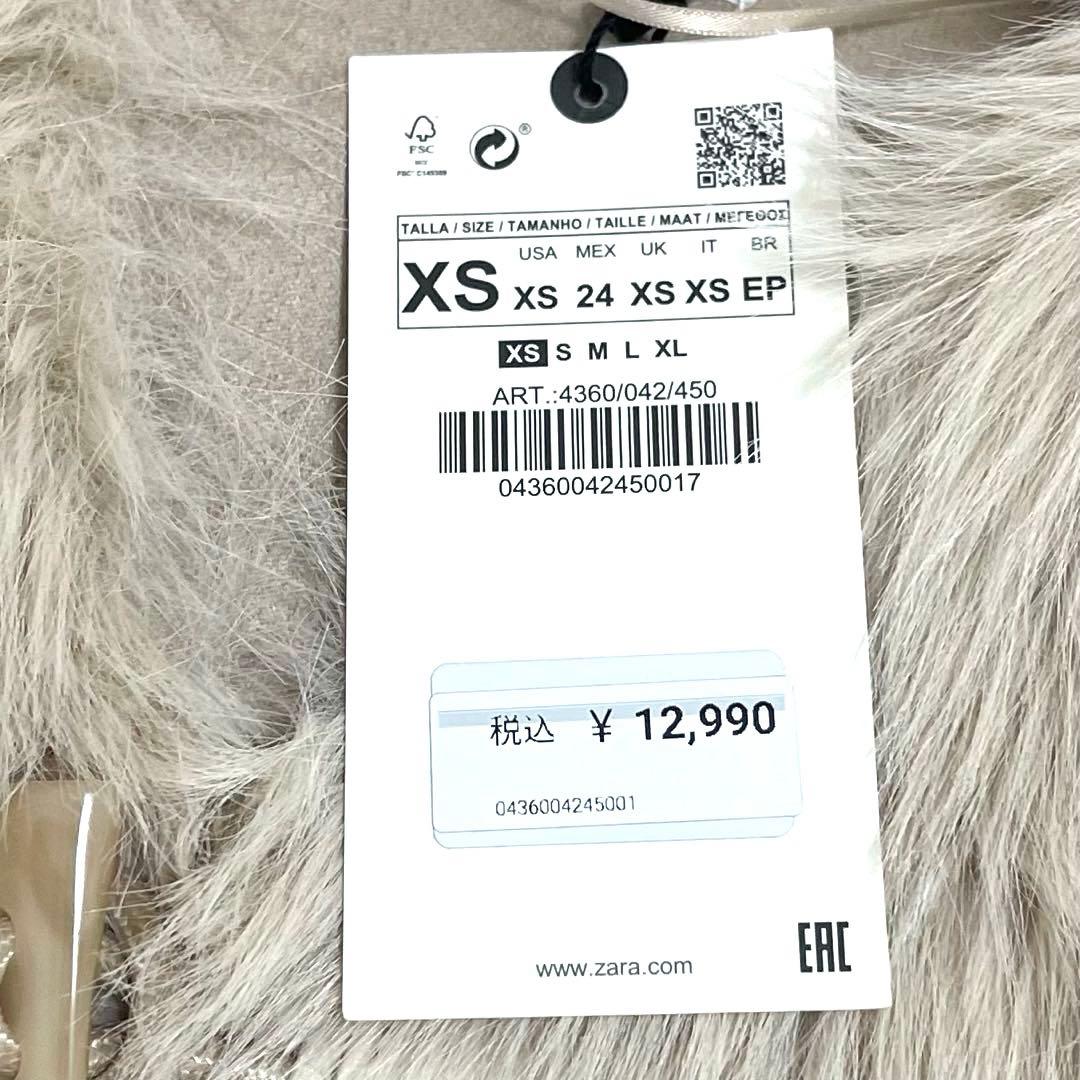 FSC
MIX
FSC® C149389
®
TALLA / SIZE / TAMANHO / TAILLE / MAAT / ΜΕΓΕΘΟΣ
USA MEX UK IT BR
XS XS 24 XS XS EP
XS S M L XL
ART.:4360/042/450
04360042450017
税込 ¥ 12,990
0436004245001
www.zara.com
EAC